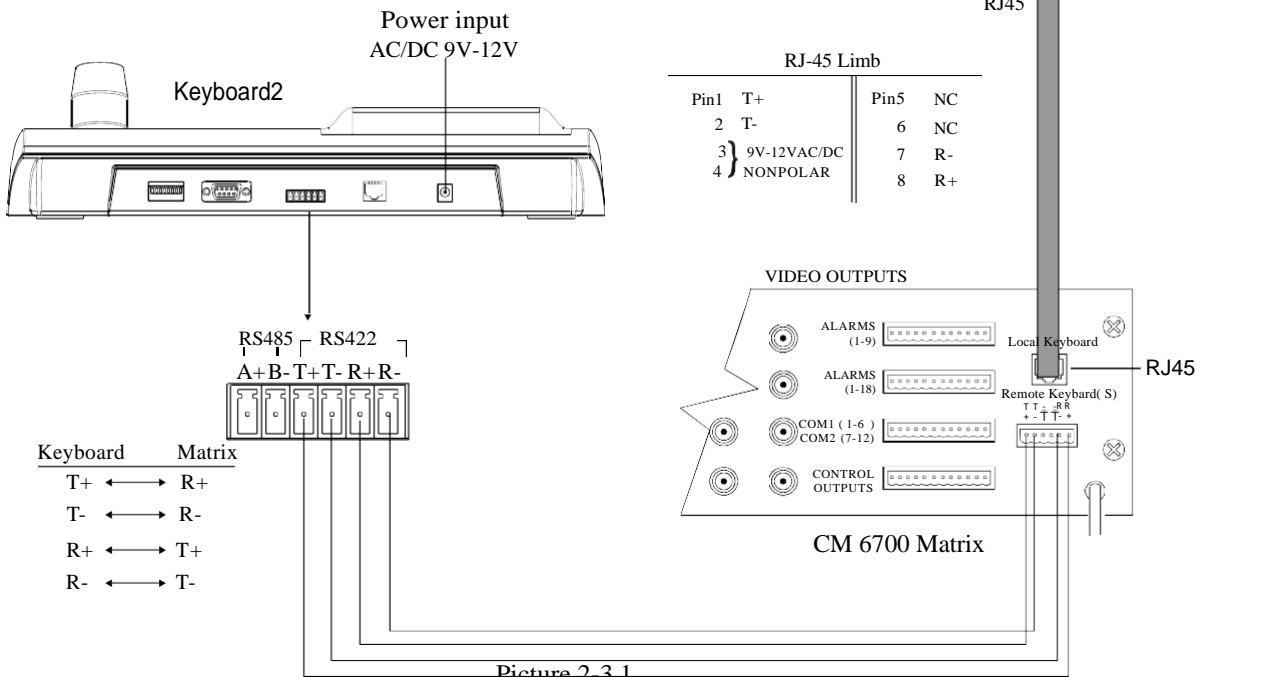 RJ45
Power input
AC/DC 9V-12V
Keyboard2
RJ-45 Limb
Pin1 T+ Pin5 NC
2 T- 6 NC
3 } 9V-12VAC/DC 7 R-
4 NONPOLAR 8 R+
VIDEO OUTPUTS
ALARMS
(1-9)
Local Keyboard
RJ45
ALARMS
(1-18)
Remote Keybard( S)
T T - -R R
+ - T T- +
COM1 ( 1-6 )
COM2 (7-12)
CONTROL
OUTPUTS
CM 6700 Matrix
RS485 RS422
A+ B- T+ T- R+ R-
Keyboard Matrix
T+ ↔ R+
T- ↔ R-
R+ ↔ T+
R- ↔ T-
Picture 2-3.1